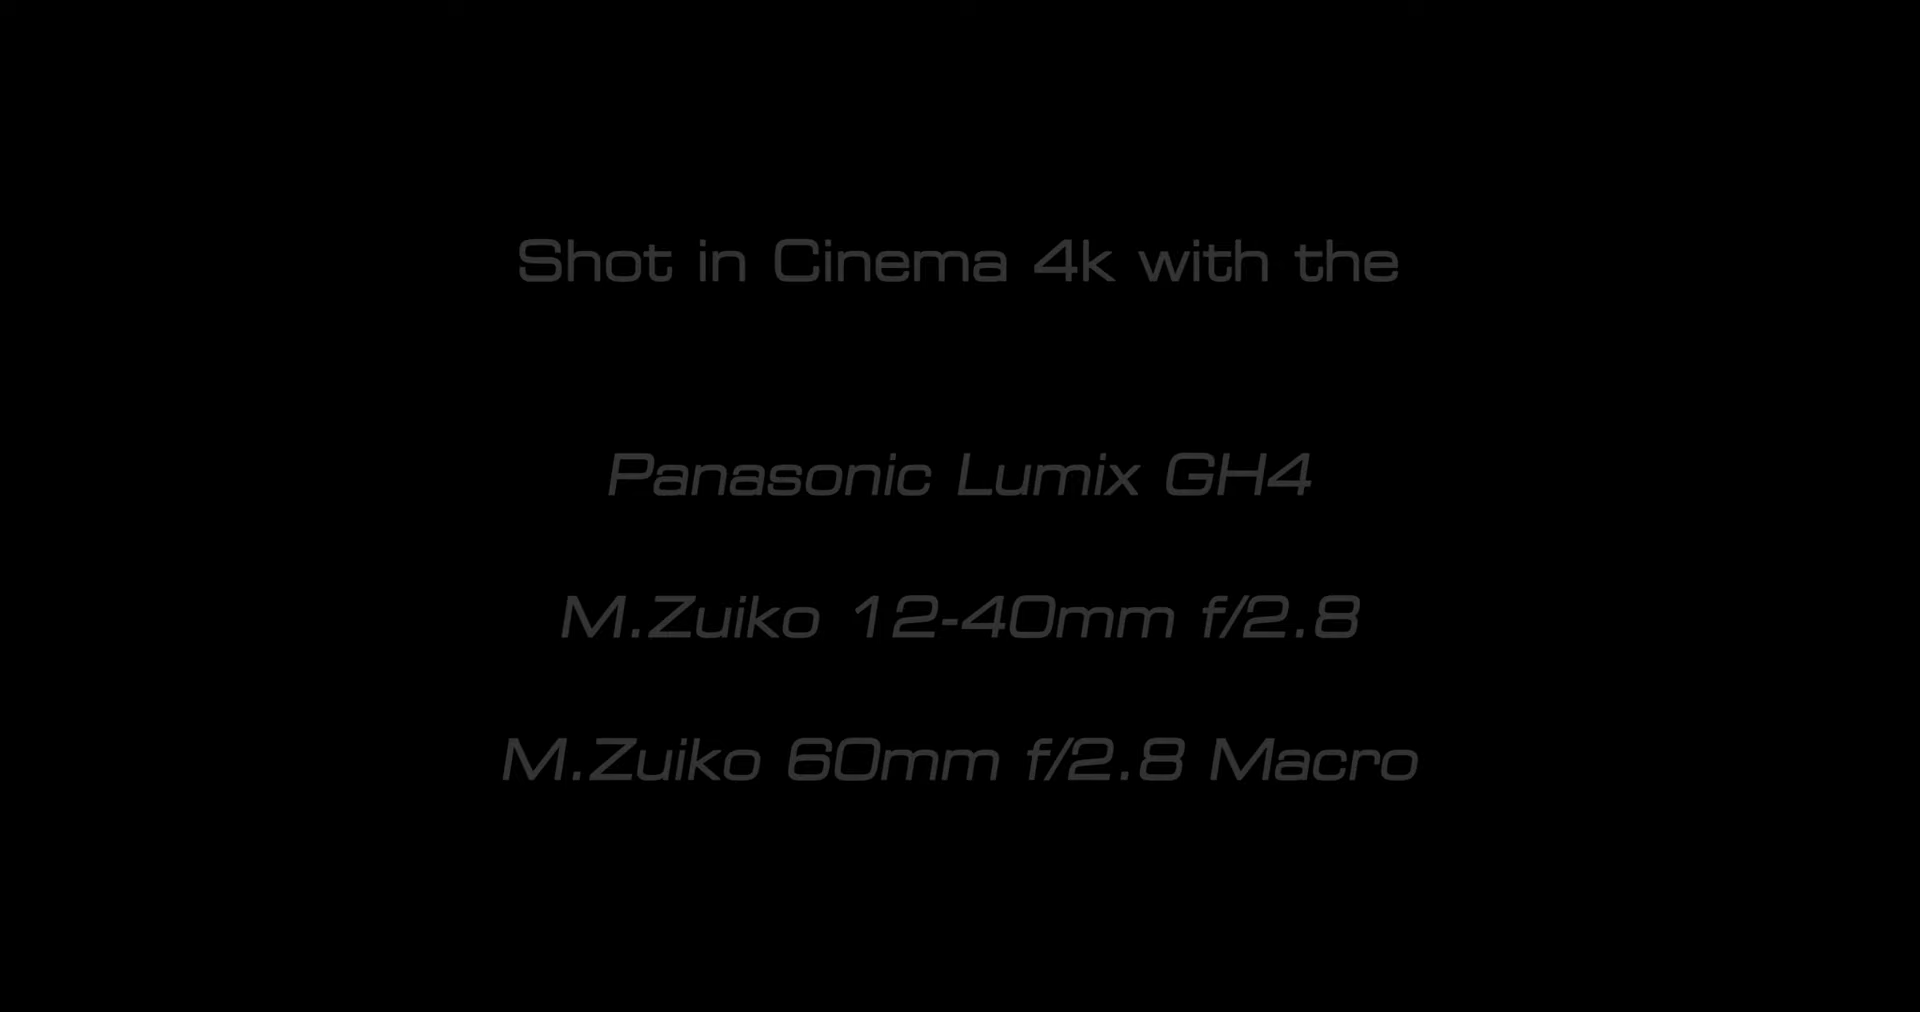 Shot in Cinema 4k with the
Panasonic Lumix GH4
M.Zuiko 12-40mm f/2.8
M.Zuiko 60mm f/2.8 Macro